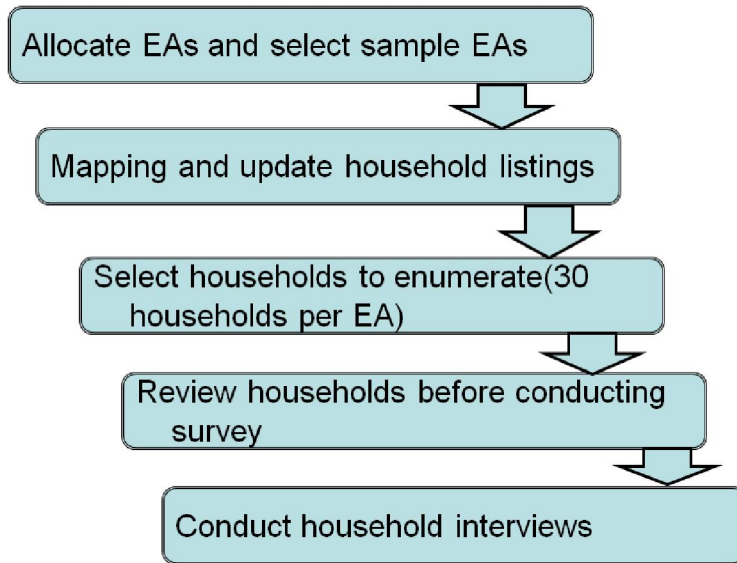 Allocate EAs and select sample EAs
Mapping and update household listings
Select households to enumerate(30
households per EA)
Review households before conducting
survey
Conduct household interviews